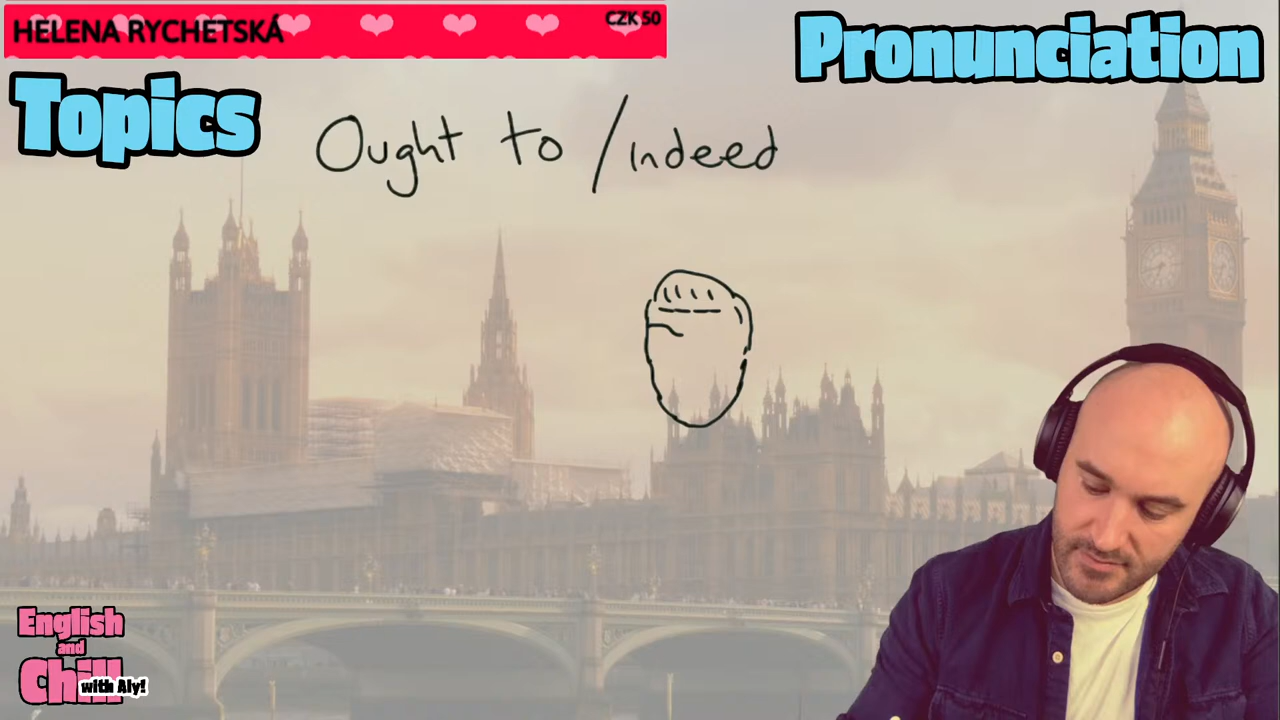 HELENA RYCHETSKÁ CZK 50
Pronunciation
Topics
Ought to / indeed
English
and
Chill
with Aly!